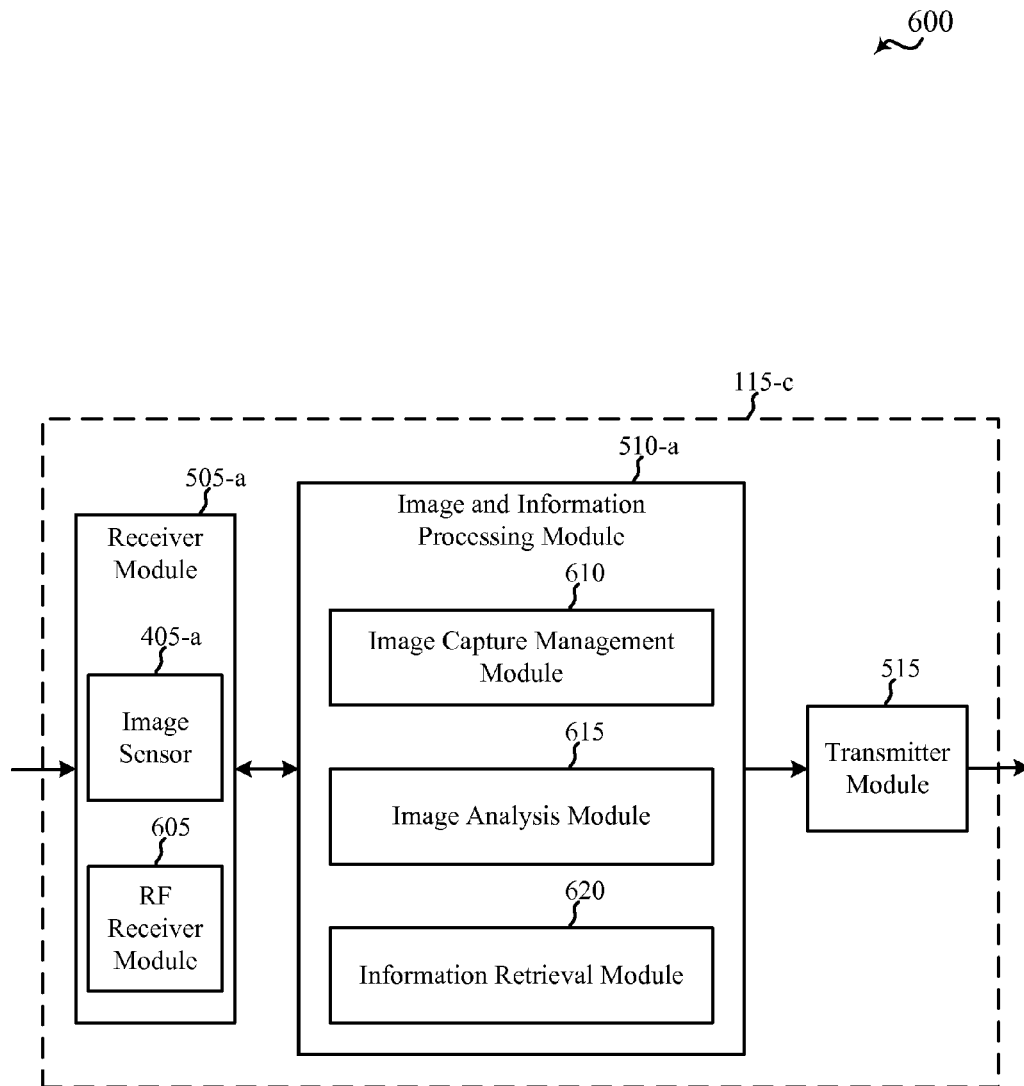 600
115-c
510-a
505-a
Image and Information
Processing Module
Receiver
Module
610
Image Capture Management
Module
405-a
Image
Sensor
515
615
Transmitter
Module
Image Analysis Module
605
RF
Receiver
Module
620
Information Retrieval Module